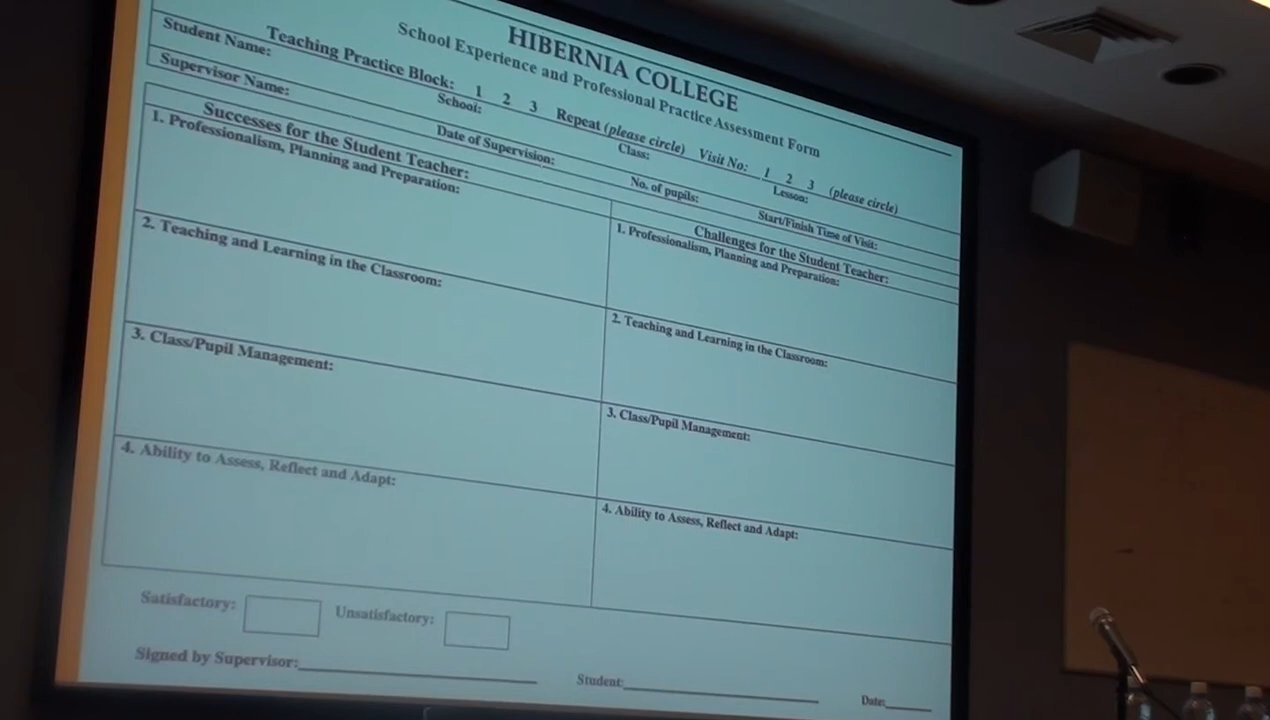 HIBERNIA COLLEGE
School Experience and Professional Practice Assessment Form
Teaching Practice Block: 1 2 3 Repeat (please circle) Visit No: 1 2 3 (please circle)
Student Name: School: Class: Lesson:
Supervisor Name: Date of Supervision: No. of pupils: Start/Finish Time of Visit:
Successes for the Student Teacher:
1. Professionalism, Planning and Preparation:
2. Teaching and Learning in the Classroom:
3. Class/Pupil Management:
4. Ability to Assess, Reflect and Adapt:
Challenges for the Student Teacher:
1. Professionalism, Planning and Preparation:
2. Teaching and Learning in the Classroom:
3. Class/Pupil Management:
4. Ability to Assess, Reflect and Adapt:
Satisfactory: Unsatisfactory:
Signed by Supervisor: Student: Date: